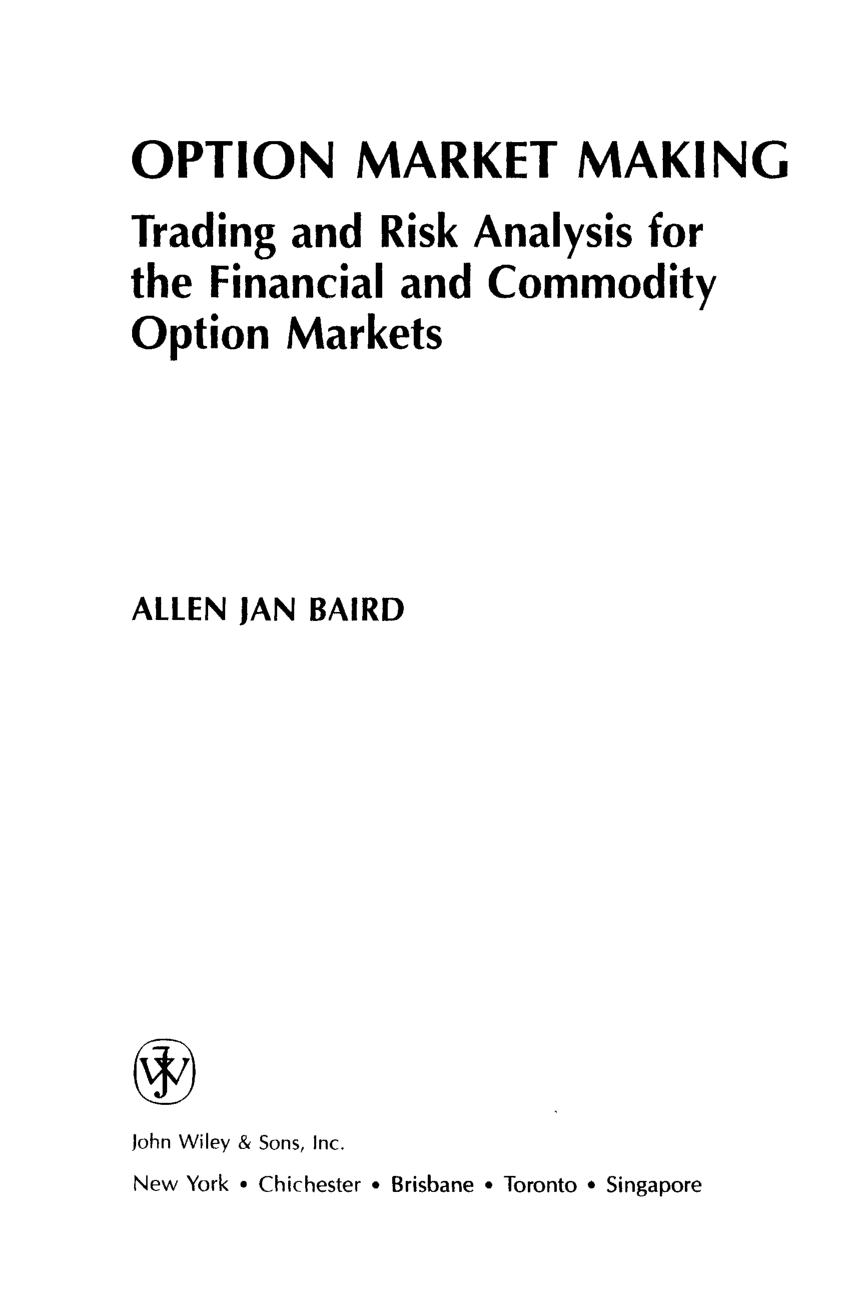 OPTION MARKET MAKING
Trading and Risk Analysis for
the Financial and Commodity
Option Markets
ALLEN JAN BAIRD
JW
John Wiley & Sons, Inc.
New York • Chichester • Brisbane • Toronto • Singapore